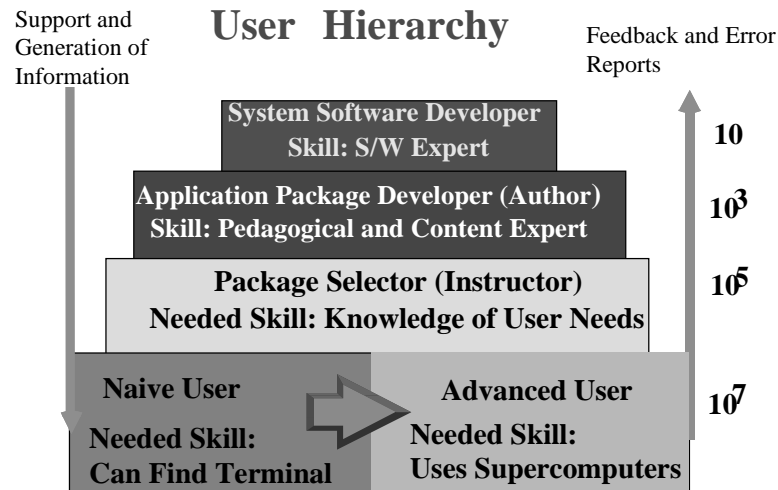 User Hierarchy
Support and
Generation of
Information
Feedback and Error
Reports
System Software Developer
Skill: S/W Expert
10
Application Package Developer (Author)
Skill: Pedagogical and Content Expert
10³
Package Selector (Instructor)
Needed Skill: Knowledge of User Needs
10⁵
Naive User
Needed Skill:
Can Find Terminal
Advanced User
Needed Skill:
Uses Supercomputers
10⁷